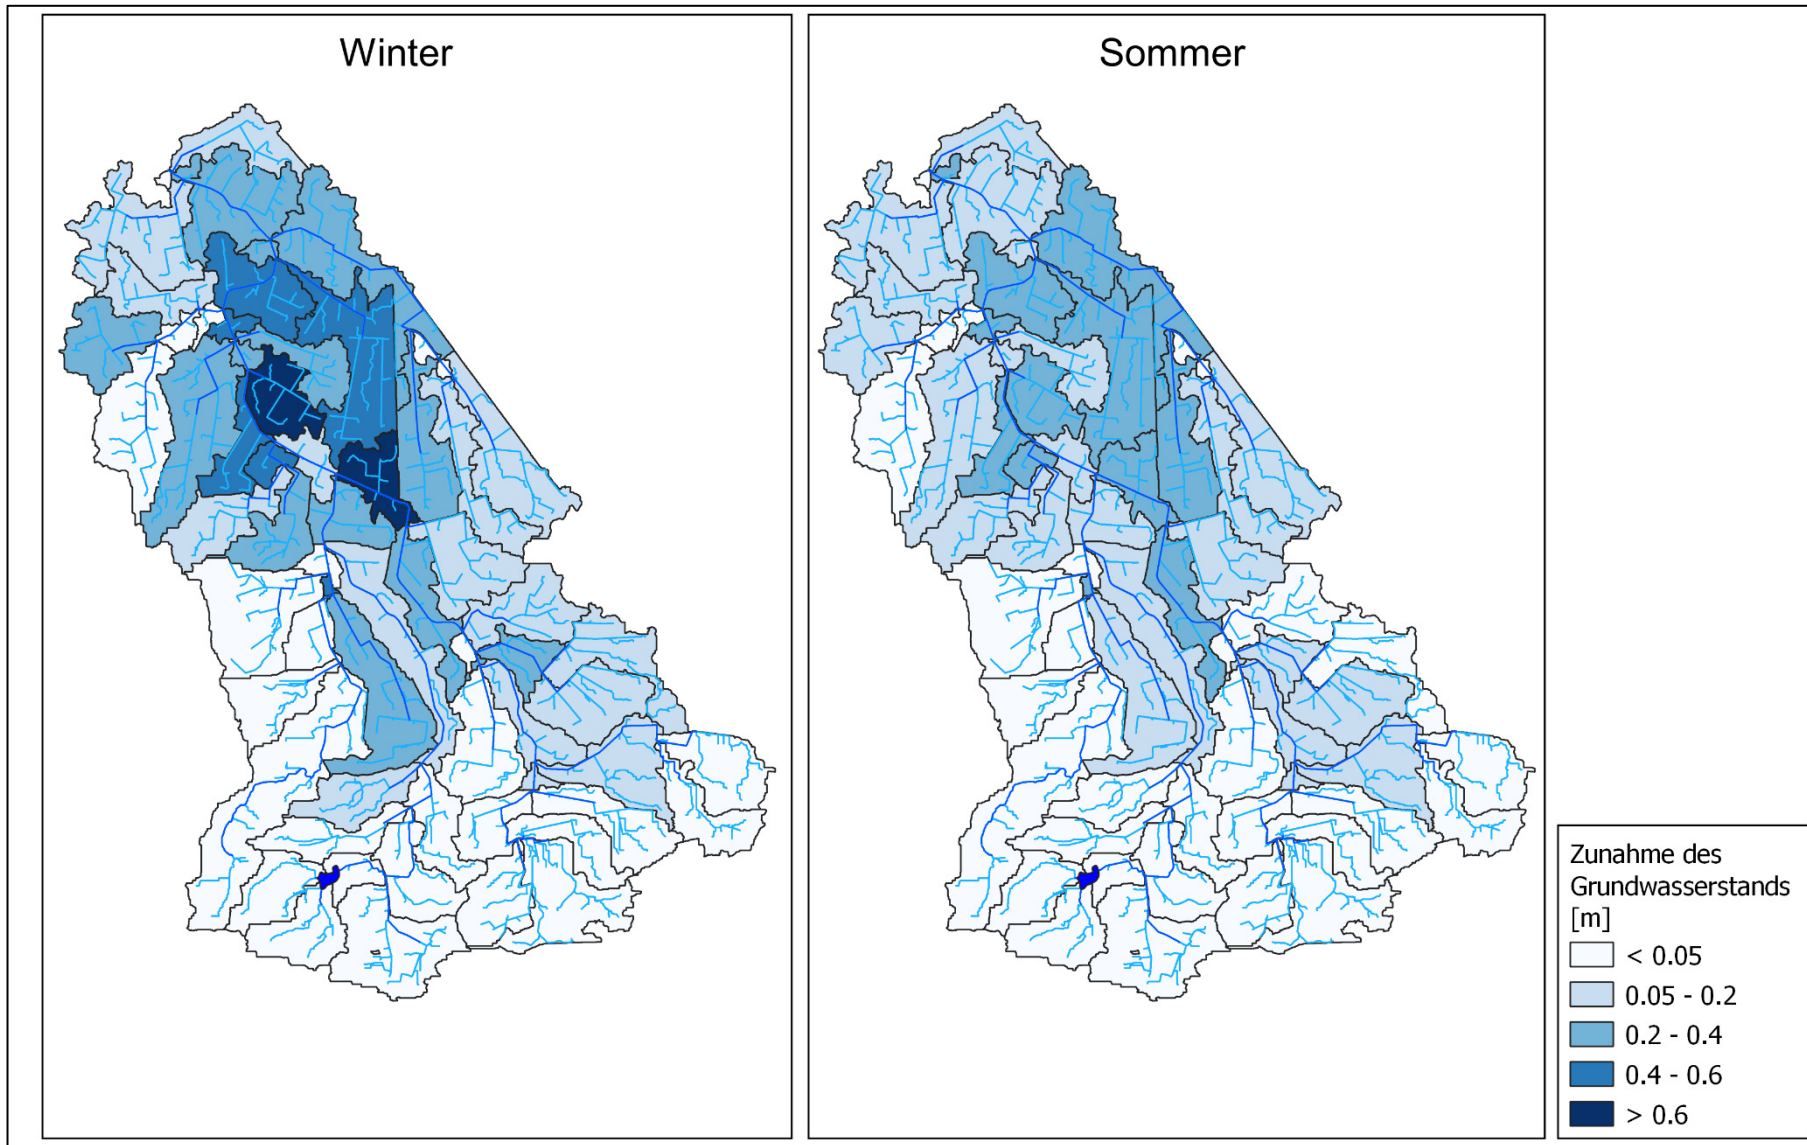 Winter
Sommer
Zunahme des
Grundwasserstands
[m]
< 0.05
0.05 - 0.2
0.2 - 0.4
0.4 - 0.6
> 0.6